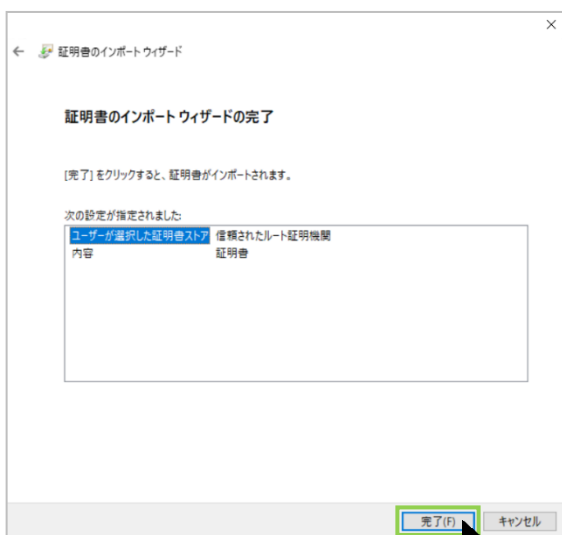 証明書のインポート ウィザード
証明書のインポート ウィザードの完了
[完了] をクリックすると、証明書がインポートされます。
次の設定が指定されました:
ユーザーが選択した証明書ストア 信頼されたルート証明機関
内容 証明書
完了(F) キャンセル